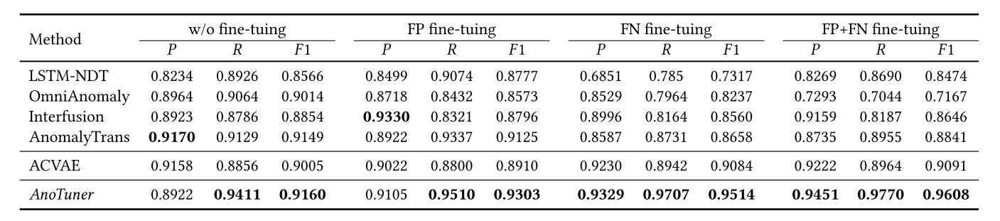 Method w/o fine-tuing FP fine-tuing FN fine-tuing FP+FN fine-tuing
P R F1 P R F1 P R F1 P R F1
LSTM-NDT 0.8234 0.8926 0.8566 0.8499 0.9074 0.8777 0.6851 0.785 0.7317 0.8269 0.8690 0.8474
OmniAnomaly 0.8964 0.9064 0.9014 0.8718 0.8432 0.8573 0.8529 0.7964 0.8237 0.7293 0.7044 0.7167
Interfusion 0.8923 0.8786 0.8854 0.9330 0.8321 0.8796 0.8996 0.8164 0.8560 0.9159 0.8187 0.8646
AnomalyTrans 0.9170 0.9129 0.9149 0.8922 0.9337 0.9125 0.8587 0.8731 0.8658 0.8735 0.8955 0.8841
ACVAE 0.9158 0.8856 0.9005 0.9022 0.8800 0.8910 0.9230 0.8942 0.9084 0.9222 0.8964 0.9091
AnoTuner 0.8922 0.9411 0.9160 0.9105 0.9510 0.9303 0.9329 0.9707 0.9514 0.9451 0.9770 0.9608